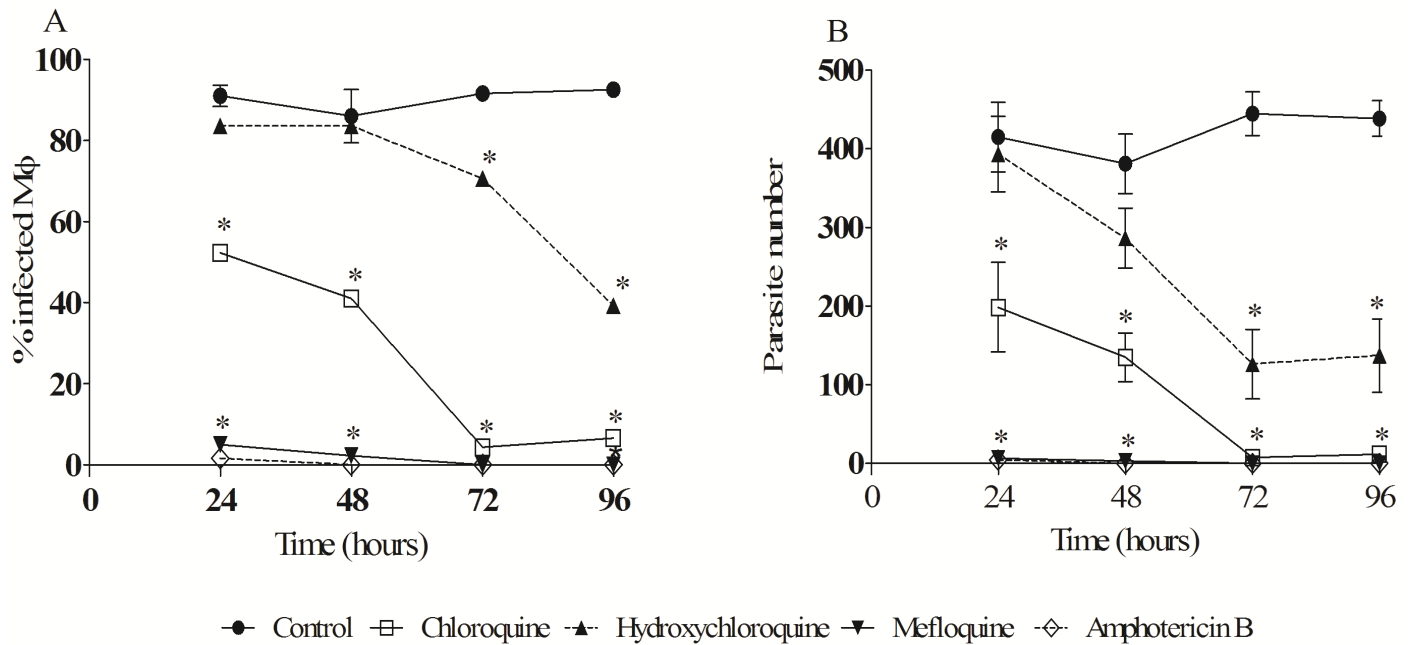 A
% infected Mφ
100
80
60
40
20
0
* * * * * * * * * *
0 24 48 72 96
Time (hours)
B
Parasite number
500
400
300
200
100
0
* * * * * * * *
0 24 48 72 96
Time (hours)
Control Chloroquine Hydroxychloroquine Mefloquine Amphotericin B